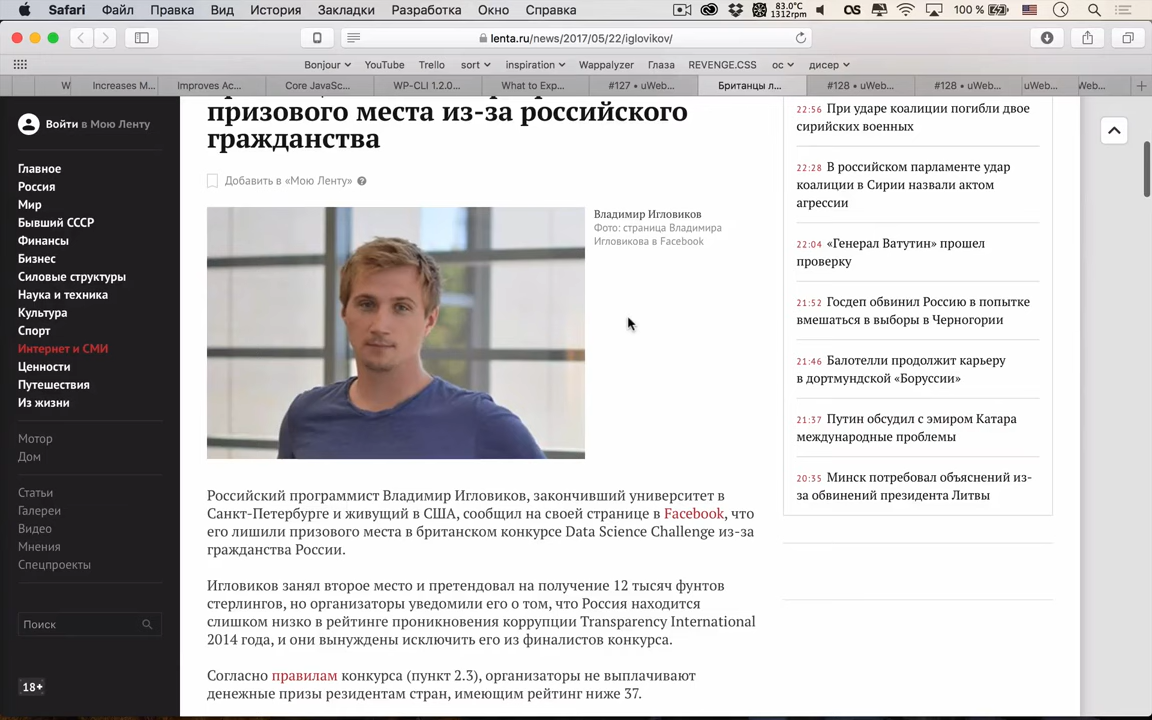 Safari Файл Правка Вид История Закладки Разработка Окно Справка
83.0°C
1312rpm
100 %
lenta.ru/news/2017/05/22/iglovikov/
Bonjour YouTube Trello sort inspiration Wappalyzer Глаза REVENGE.CSS ос дисер
W Increases M... Improves Ac... Core JavaSc... WP-CLI 1.2.0... What to Exp... #127 • uWeb... Британцы л... #128 • uWeb... #128 • uWeb... uWeb... Web...
Войти в Мою Ленту
Главное
Россия
Мир
Бывший СССР
Финансы
Бизнес
Силовые структуры
Наука и техника
Культура
Спорт
Интернет и СМИ
Ценности
Путешествия
Из жизни
Мотор
Дом
Статьи
Галереи
Видео
Мнения
Спецпроекты
Поиск
18+
призового места из-за российского
гражданства
Добавить в «Мою Ленту»
Владимир Игловиков
Фото: страница Владимира
Игловикова в Facebook
Российский программист Владимир Игловиков, закончивший университет в
Санкт-Петербурге и живущий в США, сообщил на своей странице в Facebook, что
его лишили призового места в британском конкурсе Data Science Challenge из-за
гражданства России.
Игловиков занял второе место и претендовал на получение 12 тысяч фунтов
стерлингов, но организаторы уведомили его о том, что Россия находится
слишком низко в рейтинге проникновения коррупции Transparency International
2014 года, и они вынуждены исключить его из финалистов конкурса.
Согласно правилам конкурса (пункт 2.3), организаторы не выплачивают
денежные призы резидентам стран, имеющим рейтинг ниже 37.
22:56 При ударе коалиции погибли двое
сирийских военных
22:28 В российском парламенте удар
коалиции в Сирии назвали актом
агрессии
22:04 «Генерал Ватутин» прошел
проверку
21:52 Госдеп обвинил Россию в попытке
вмешаться в выборы в Черногории
21:46 Балотелли продолжит карьеру
в дортмундской «Боруссии»
21:37 Путин обсудил с эмиром Катара
международные проблемы
20:35 Минск потребовал объяснений из-
за обвинений президента Литвы